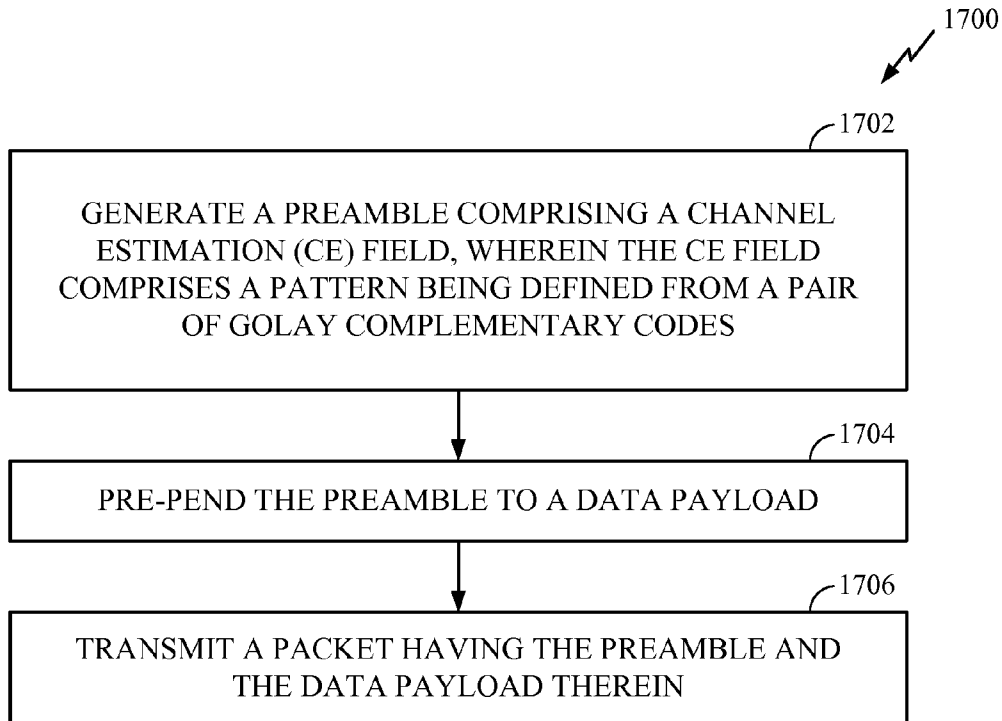 1700
1702
GENERATE A PREAMBLE COMPRISING A CHANNEL
ESTIMATION (CE) FIELD, WHEREIN THE CE FIELD
COMPRISES A PATTERN BEING DEFINED FROM A PAIR
OF GOLAY COMPLEMENTARY CODES
1704
PRE-PEND THE PREAMBLE TO A DATA PAYLOAD
1706
TRANSMIT A PACKET HAVING THE PREAMBLE AND
THE DATA PAYLOAD THEREIN